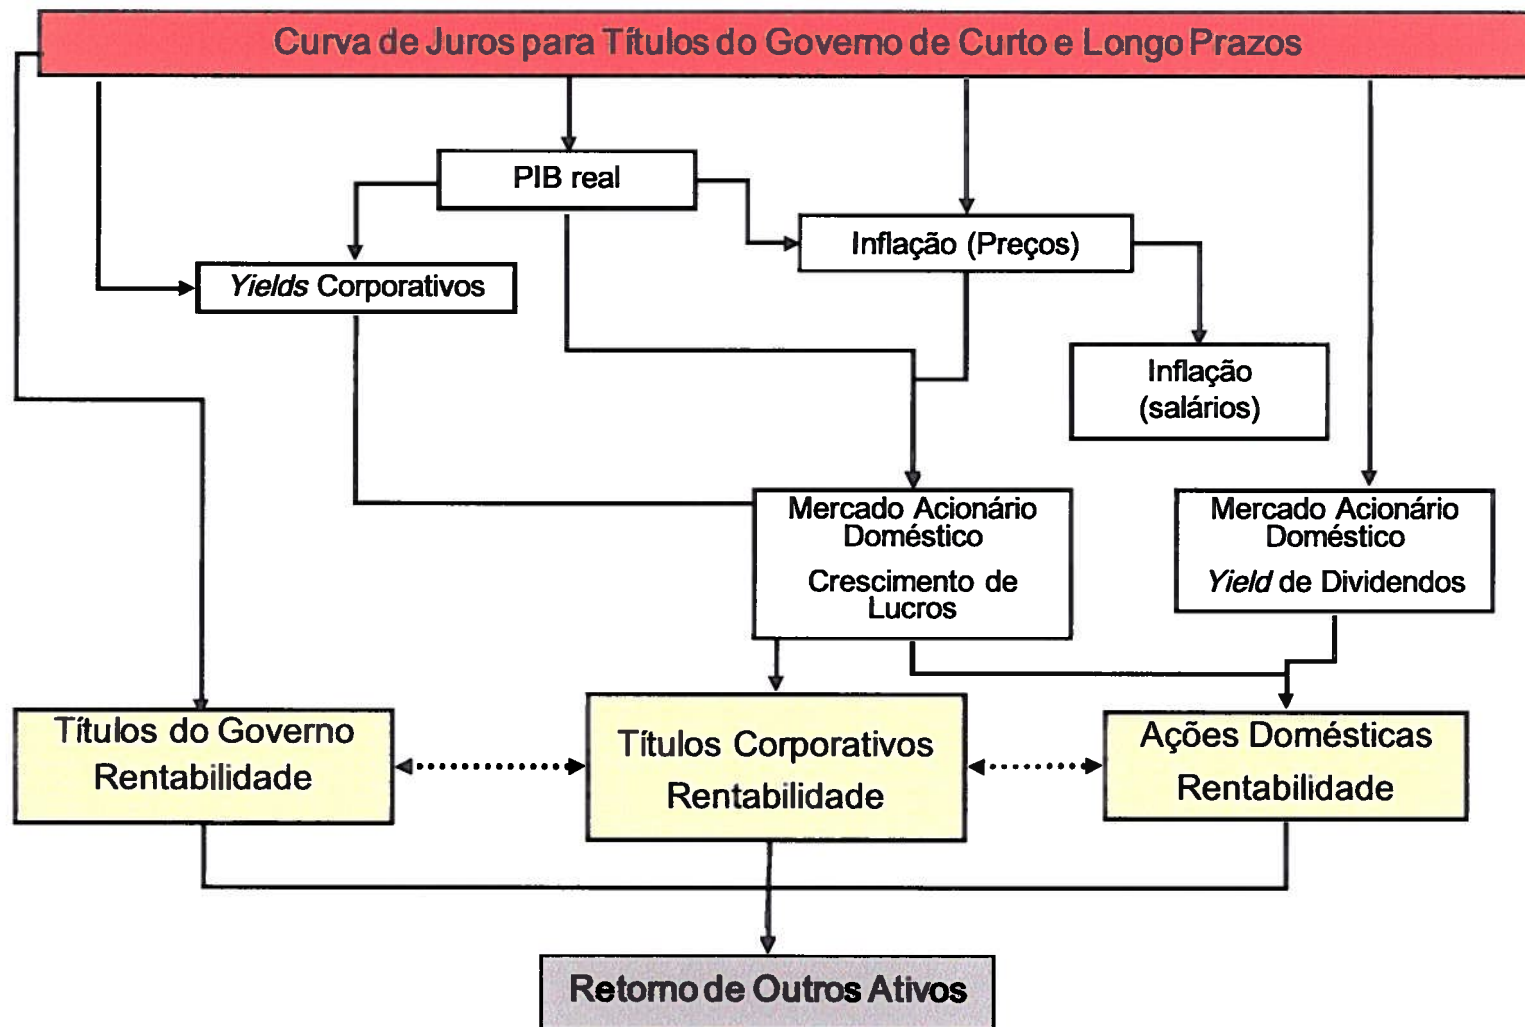 Curva de Juros para Títulos do Governo de Curto e Longo Prazos
PIB real
Inflação (Preços)
Yields Corporativos
Inflação
(salários)
Mercado Acionário
Doméstico
Crescimento de
Lucros
Mercado Acionário
Doméstico
Yield de Dividendos
Títulos do Governo
Rentabilidade
Títulos Corporativos
Rentabilidade
Ações Domésticas
Rentabilidade
Retorno de Outros Ativos